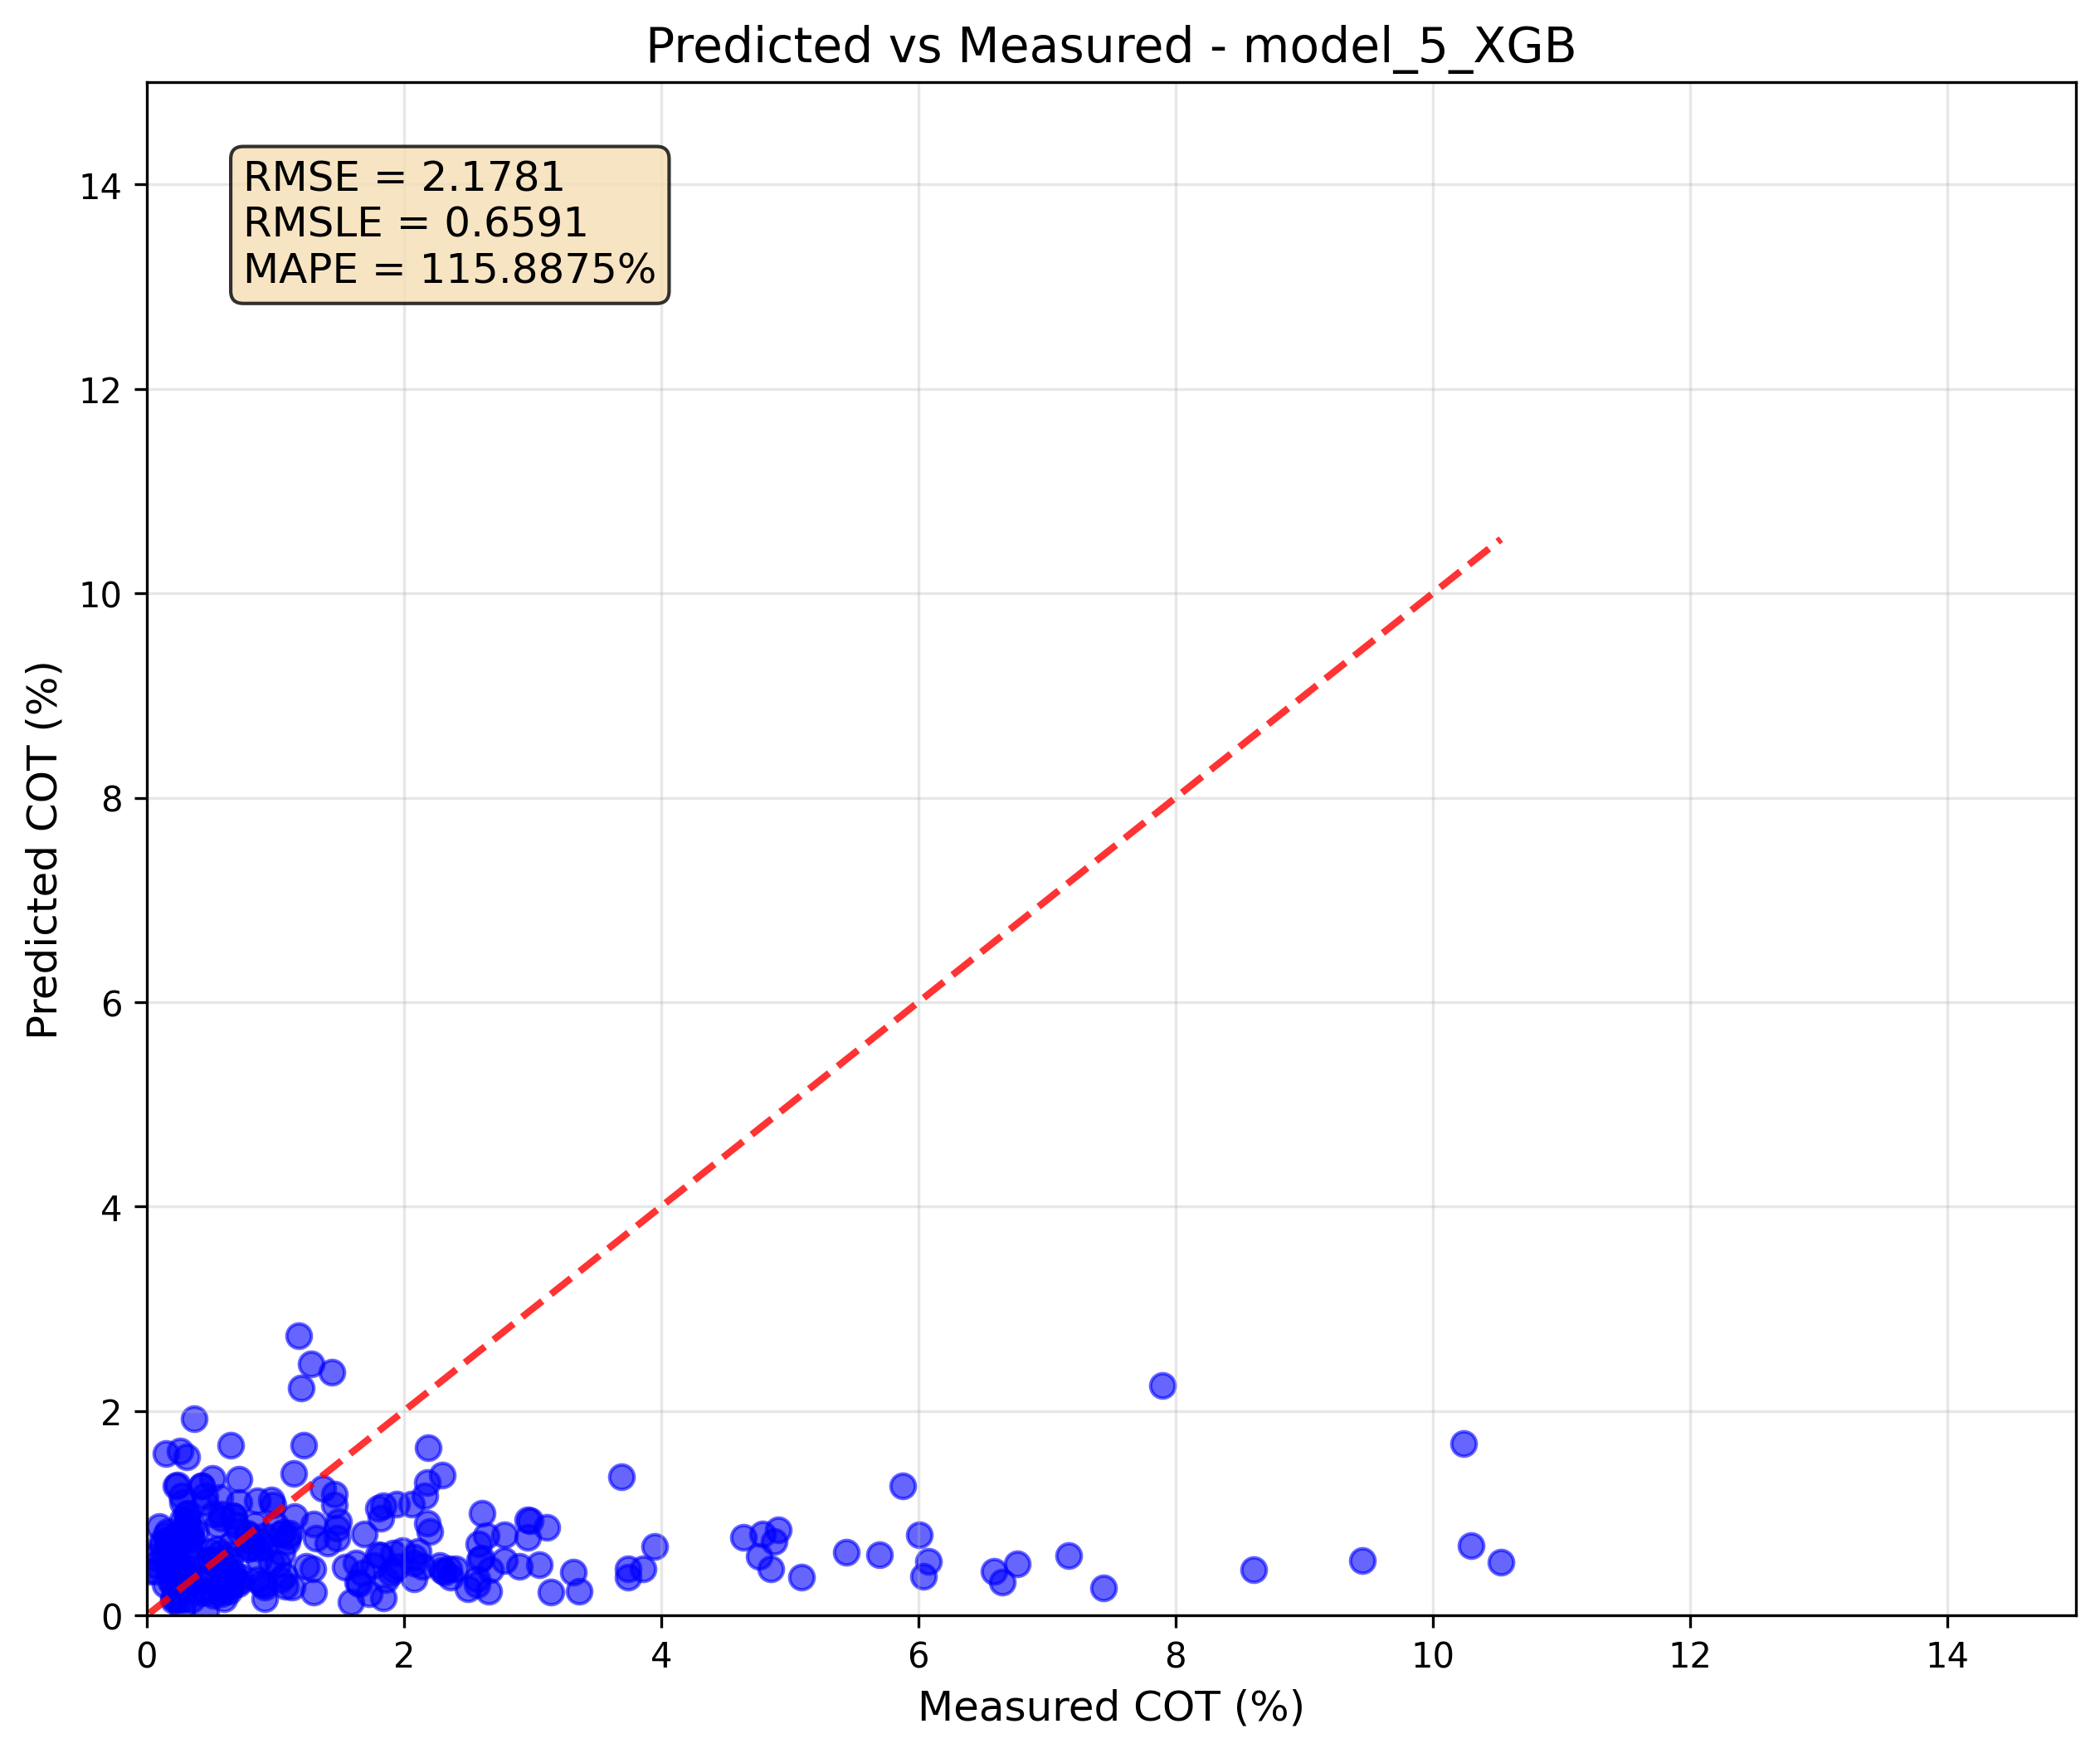 Predicted vs Measured - model_5_XGB
RMSE = 2.1781
RMSLE = 0.6591
MAPE = 115.8875%
14
12
10
8
6
4
2
0
Predicted COT (%)
0 2 4 6 8 10 12 14
Measured COT (%)